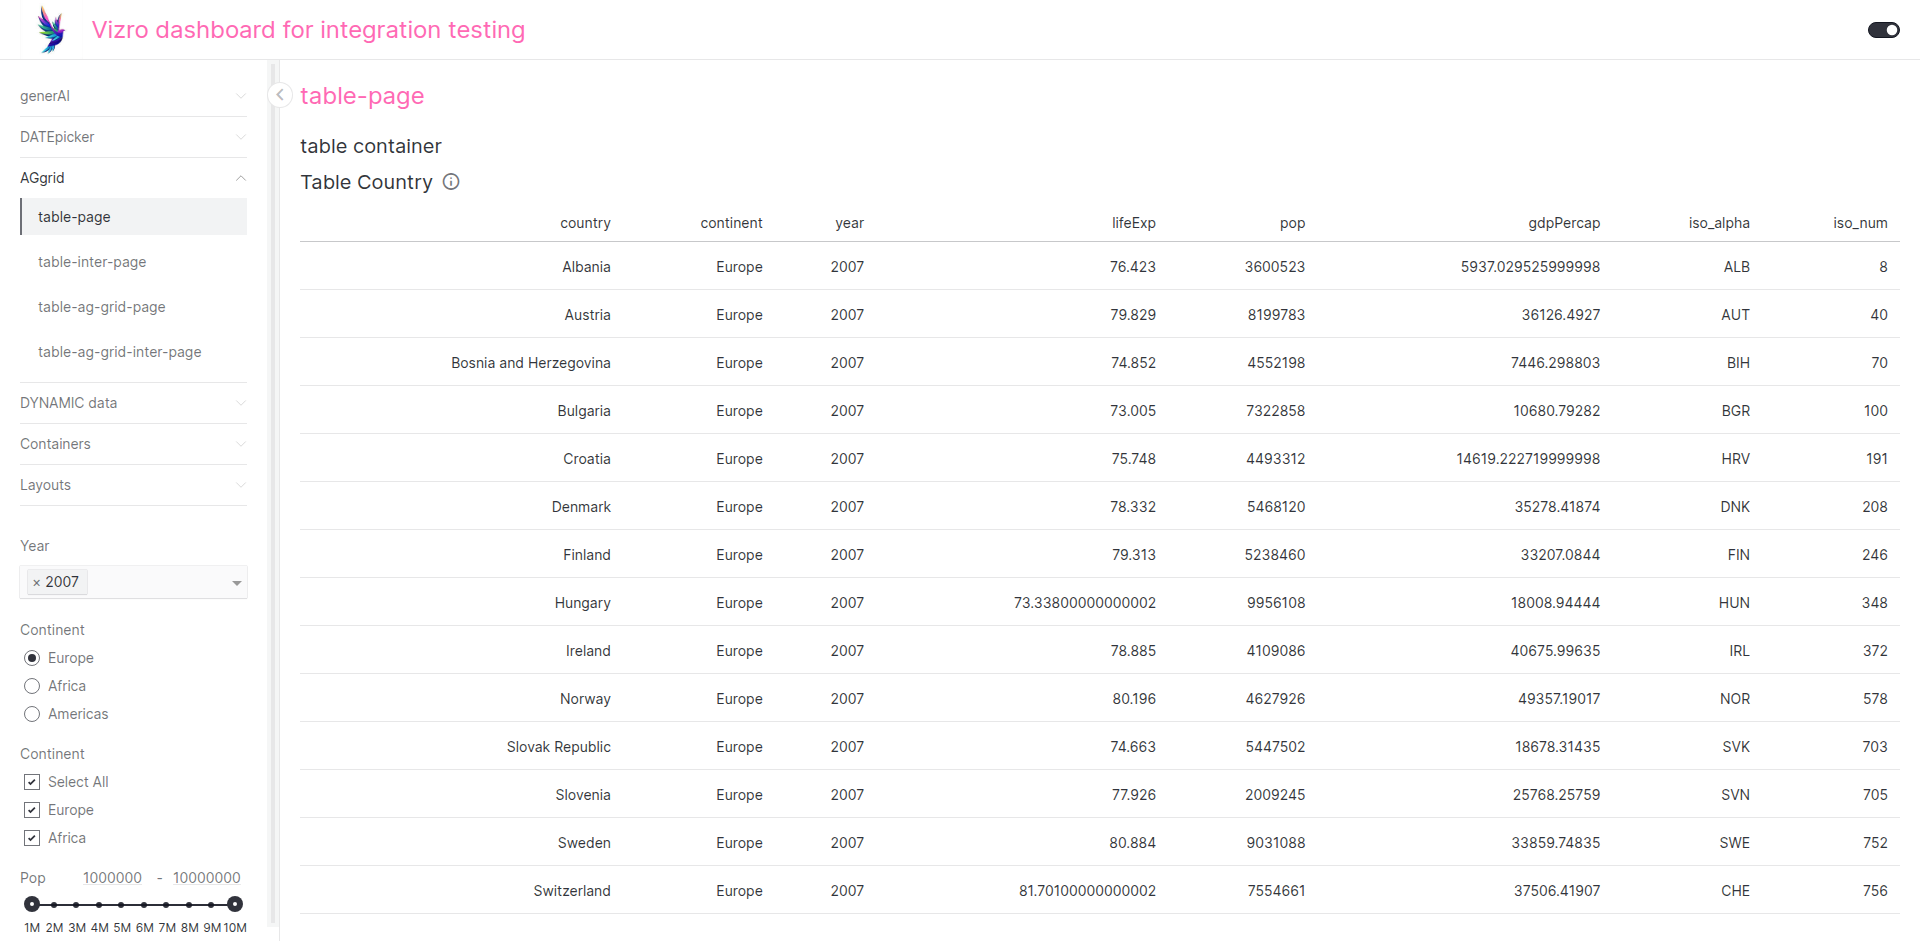 Vizro dashboard for integration testing
generAI
DATEpicker
AGgrid
table-page
table-inter-page
table-ag-grid-page
table-ag-grid-inter-page
DYNAMIC data
Containers
Layouts
Year
× 2007
Continent
Europe
Africa
Americas
Continent
Select All
Europe
Africa
Pop 1000000 - 10000000
1M 2M 3M 4M 5M 6M 7M 8M 9M 10M
table-page
table container
Table Country
country continent year lifeExp pop gdpPercap iso_alpha iso_num
Albania Europe 2007 76.423 3600523 5937.029525999998 ALB 8
Austria Europe 2007 79.829 8199783 36126.4927 AUT 40
Bosnia and Herzegovina Europe 2007 74.852 4552198 7446.298803 BIH 70
Bulgaria Europe 2007 73.005 7322858 10680.79282 BGR 100
Croatia Europe 2007 75.748 4493312 14619.222719999998 HRV 191
Denmark Europe 2007 78.332 5468120 35278.41874 DNK 208
Finland Europe 2007 79.313 5238460 33207.0844 FIN 246
Hungary Europe 2007 73.33800000000002 9956108 18008.94444 HUN 348
Ireland Europe 2007 78.885 4109086 40675.99635 IRL 372
Norway Europe 2007 80.196 4627926 49357.19017 NOR 578
Slovak Republic Europe 2007 74.663 5447502 18678.31435 SVK 703
Slovenia Europe 2007 77.926 2009245 25768.25759 SVN 705
Sweden Europe 2007 80.884 9031088 33859.74835 SWE 752
Switzerland Europe 2007 81.70100000000002 7554661 37506.41907 CHE 756